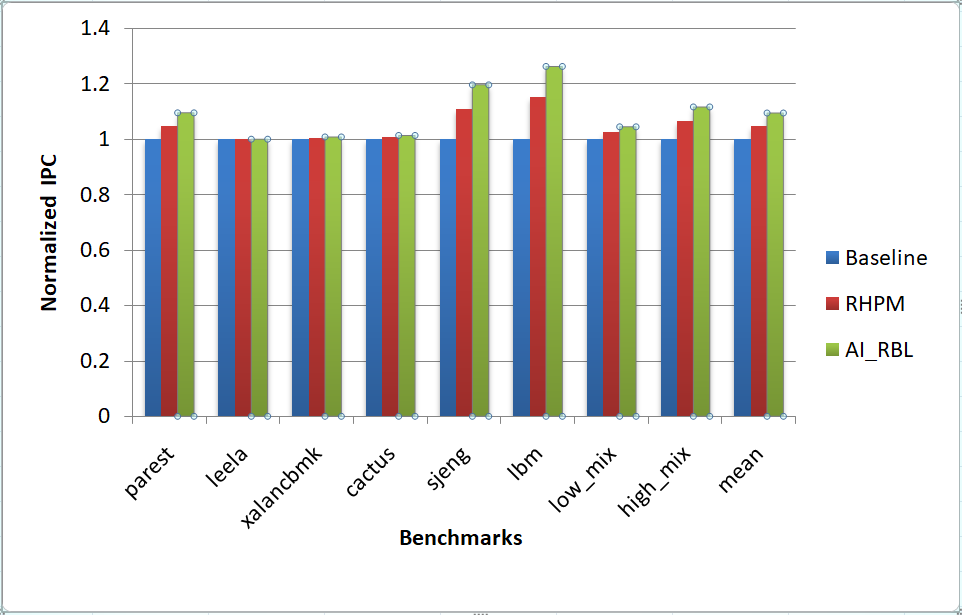 1.4
1.2
1
0.8
0.6
0.4
0.2
0
Normalized IPC
parest
leela
xalancbmk
cactus
sjeng
lbm
low_mix
high_mix
mean
Benchmarks
Baseline
RHPM
AI_RBL